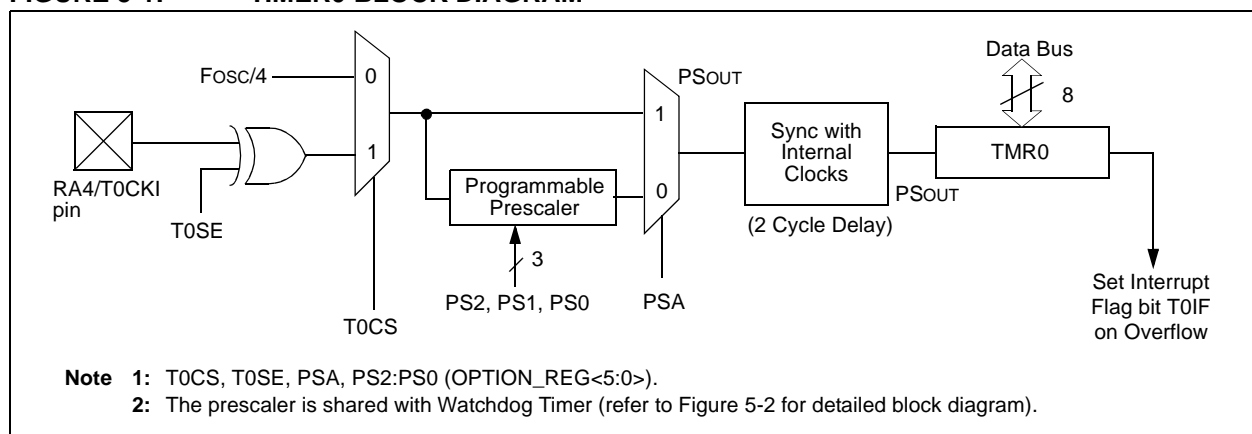 FIGURE 5-1: TIMER0 BLOCK DIAGRAM
Data Bus
FOSC/4
0
PSOUT
8
1
1
Sync with
Internal
Clocks
TMR0
RA4/T0CKI
pin
Programmable
Prescaler
0
PSOUT
T0SE
(2 Cycle Delay)
3
PS2, PS1, PS0
PSA
T0CS
Set Interrupt
Flag bit T0IF
on Overflow
Note 1: T0CS, T0SE, PSA, PS2:PS0 (OPTION_REG<5:0>).
2: The prescaler is shared with Watchdog Timer (refer to Figure 5-2 for detailed block diagram).